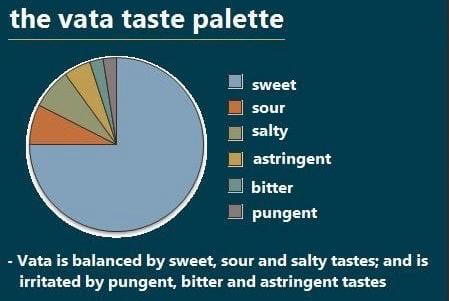 the vata taste palette
sweet
sour
salty
astringent
bitter
pungent
- Vata is balanced by sweet, sour and salty tastes; and is
irritated by pungent, bitter and astringent tastes